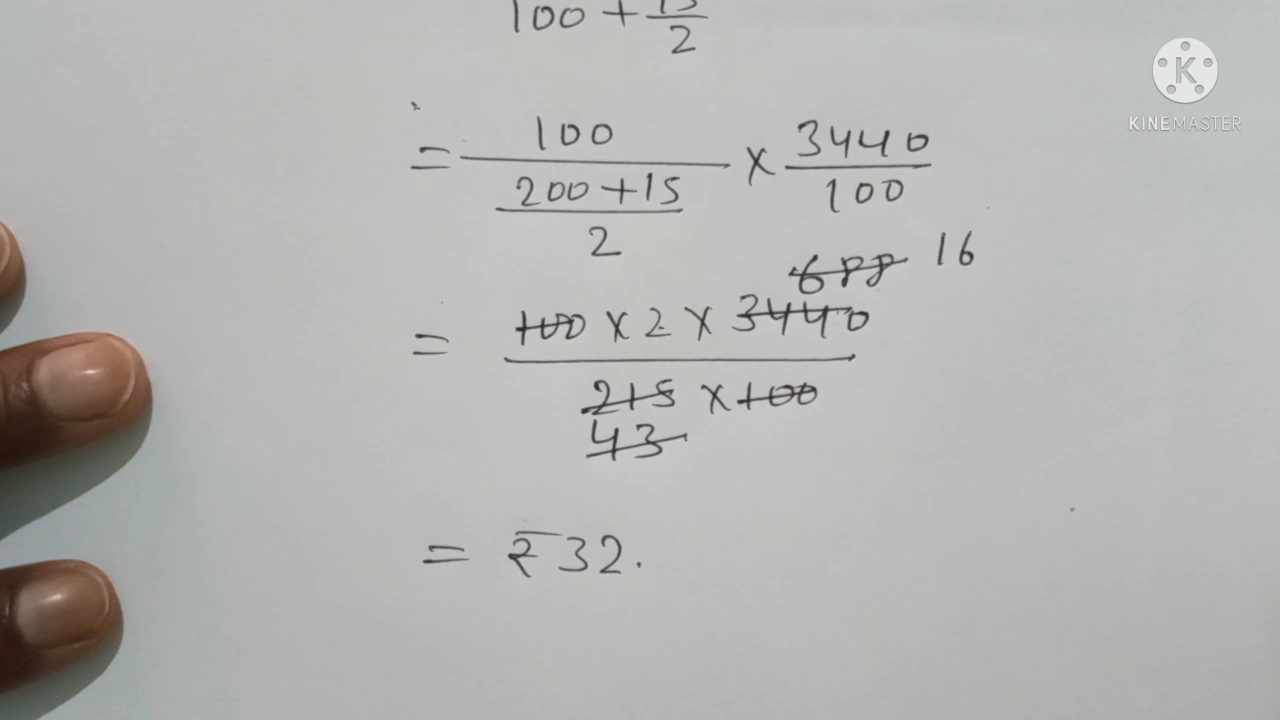 100 + 15/2
= 100 / (200 + 15)/2 × 3440/100
688 16
= 100 × 2 × 3440 / 215 × 100
43
= ₹ 32.
KINEMASTER